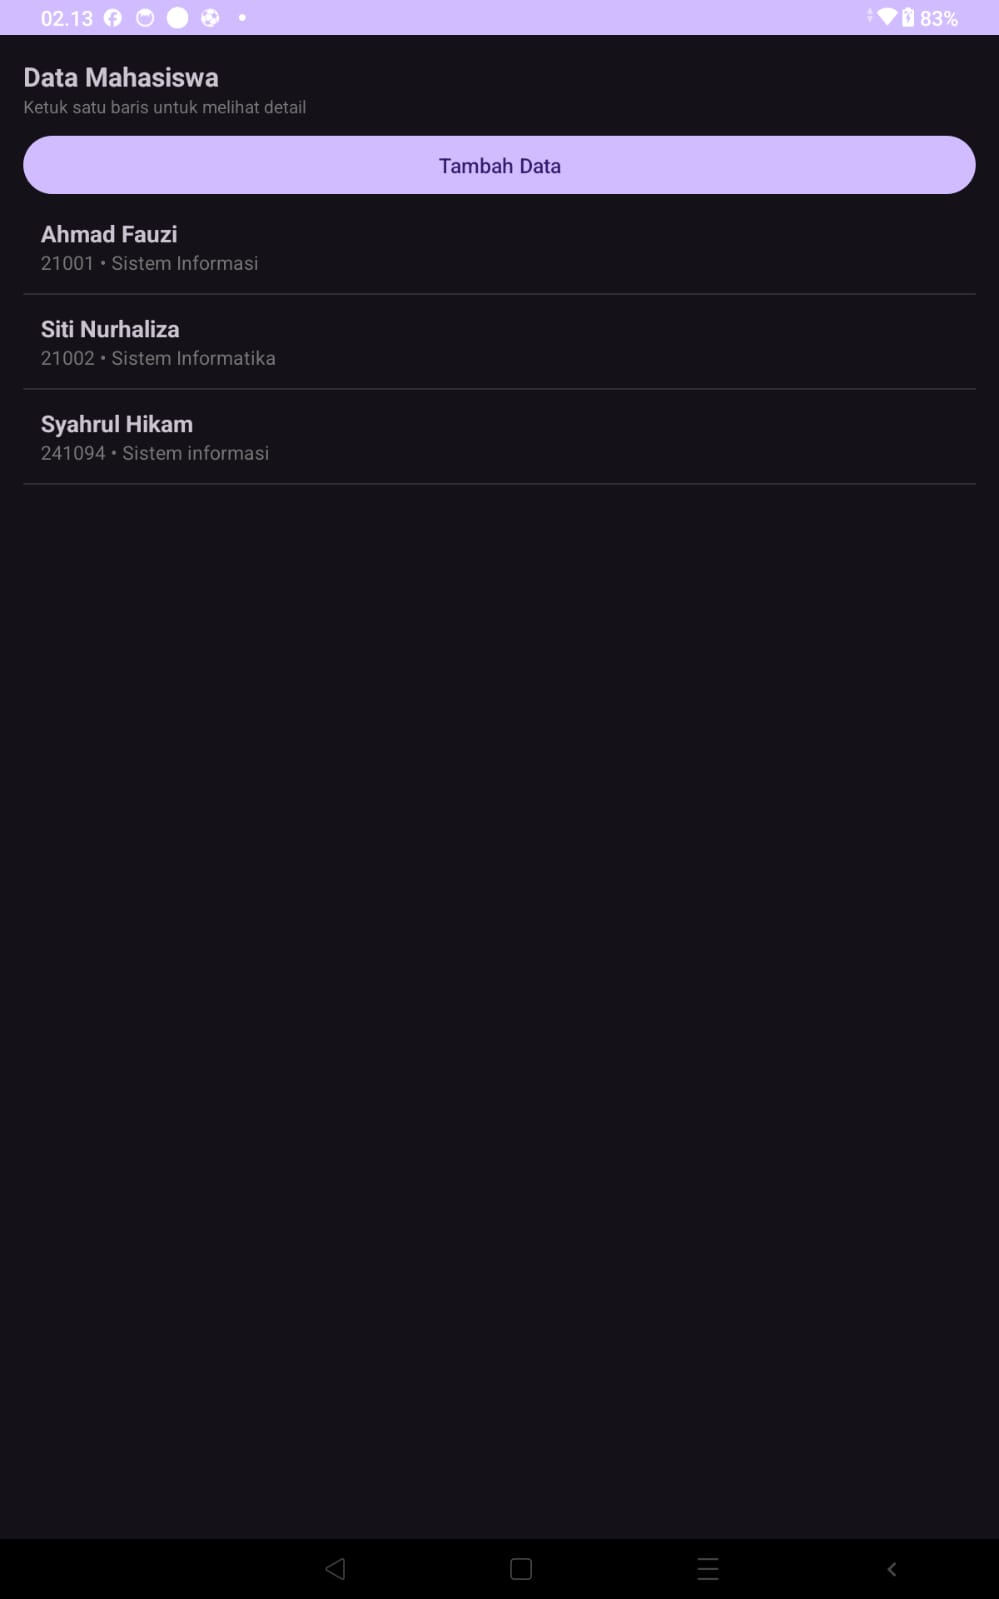 02.13
83%
Data Mahasiswa
Ketuk satu baris untuk melihat detail
Tambah Data
Ahmad Fauzi
21001 • Sistem Informasi
Siti Nurhaliza
21002 • Sistem Informatika
Syahrul Hikam
241094 • Sistem informasi